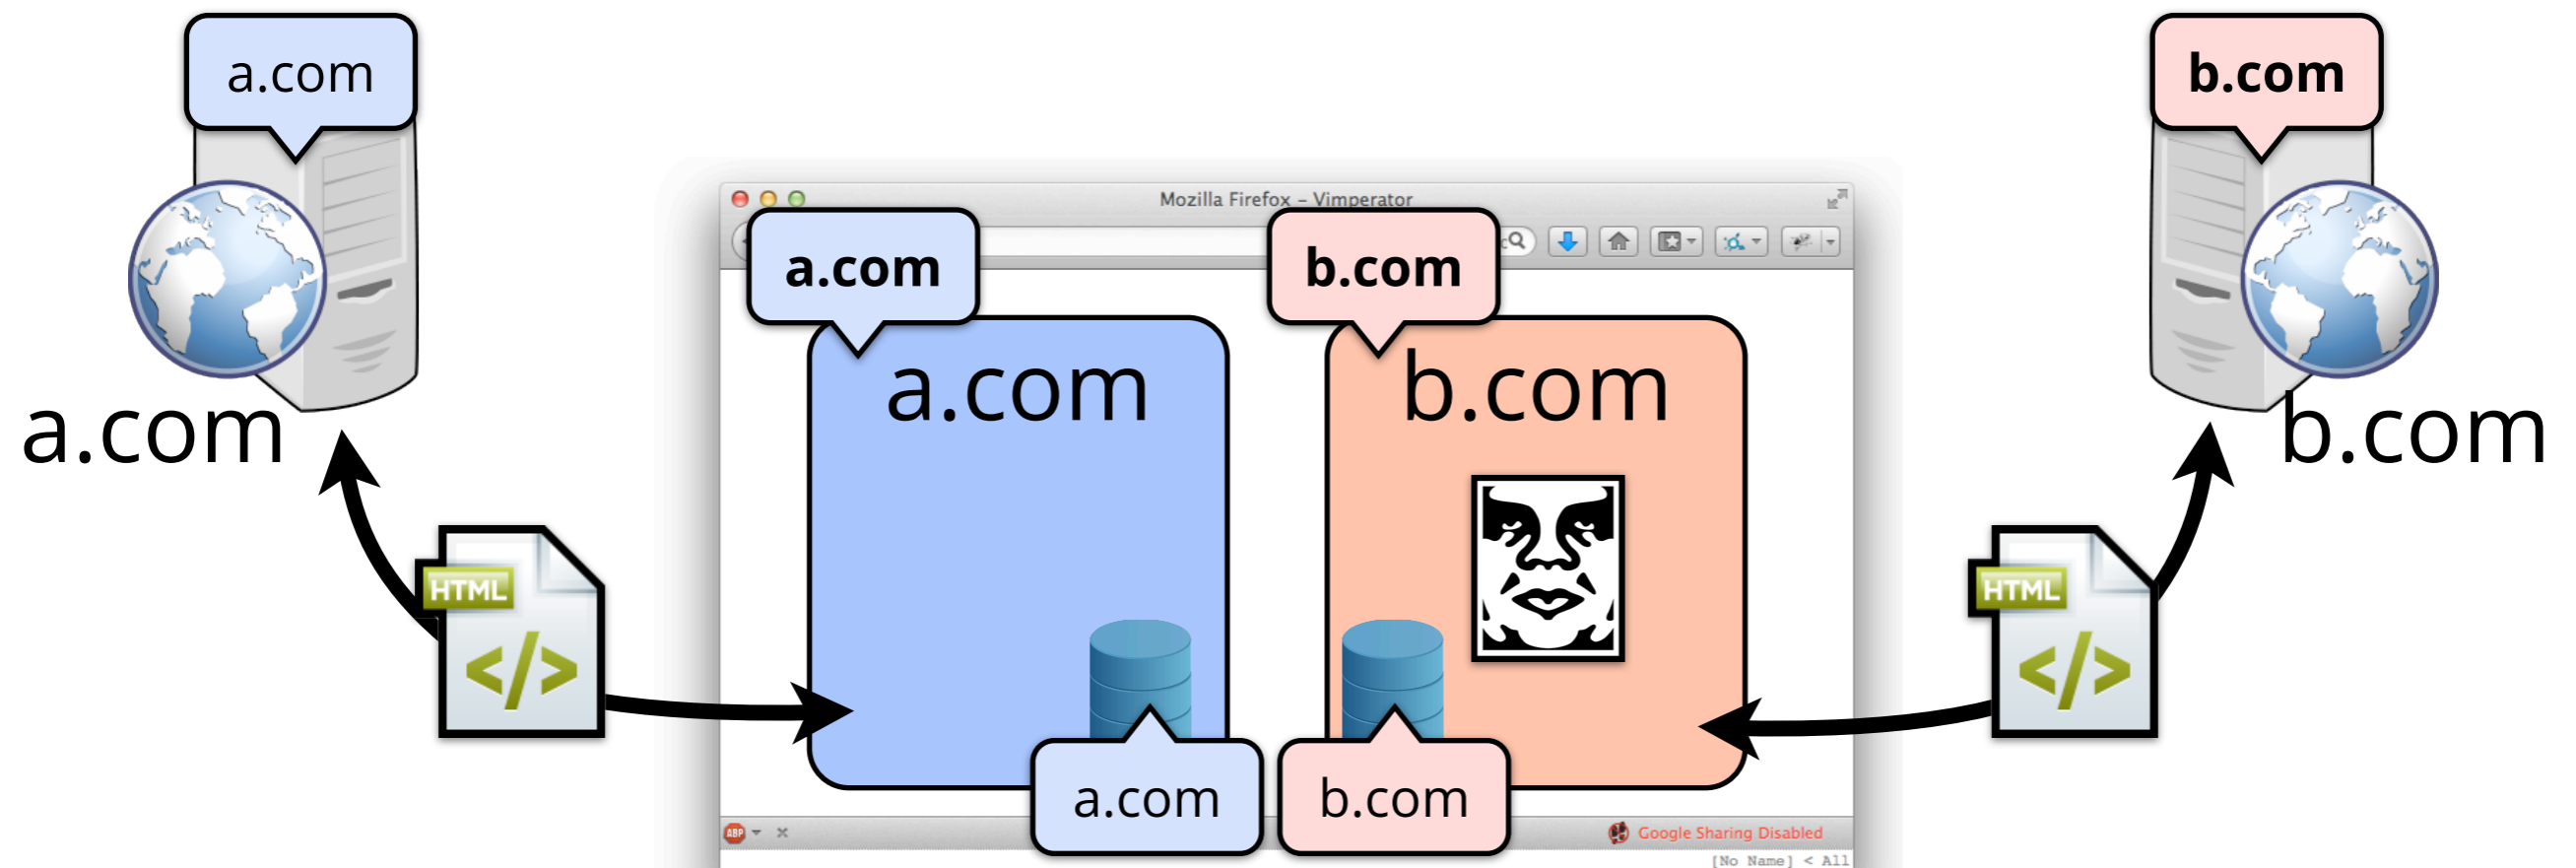 a.com
b.com
Mozilla Firefox – Vimperator
a.com
b.com
a.com
b.com
a.com
b.com
HTML
</>
HTML
</>
a.com
b.com
ABP
Google Sharing Disabled
[No Name] < All